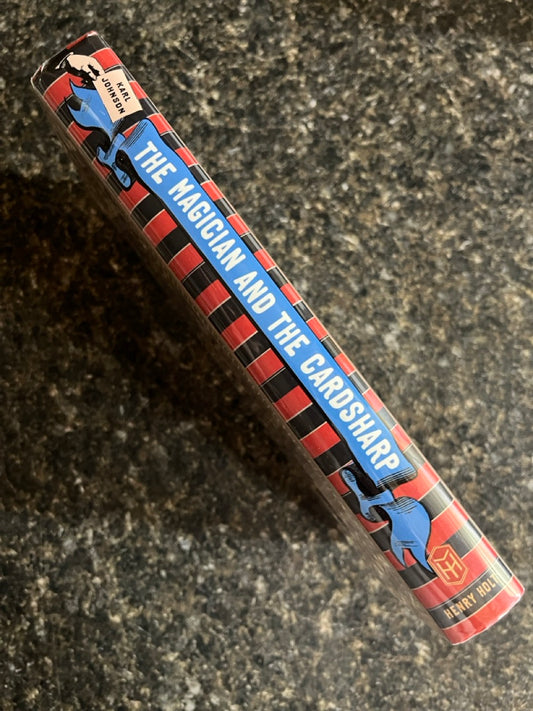 KARL
JOHNSON
THE MAGICIAN AND THE CARDSHARP
HENRY HOLT